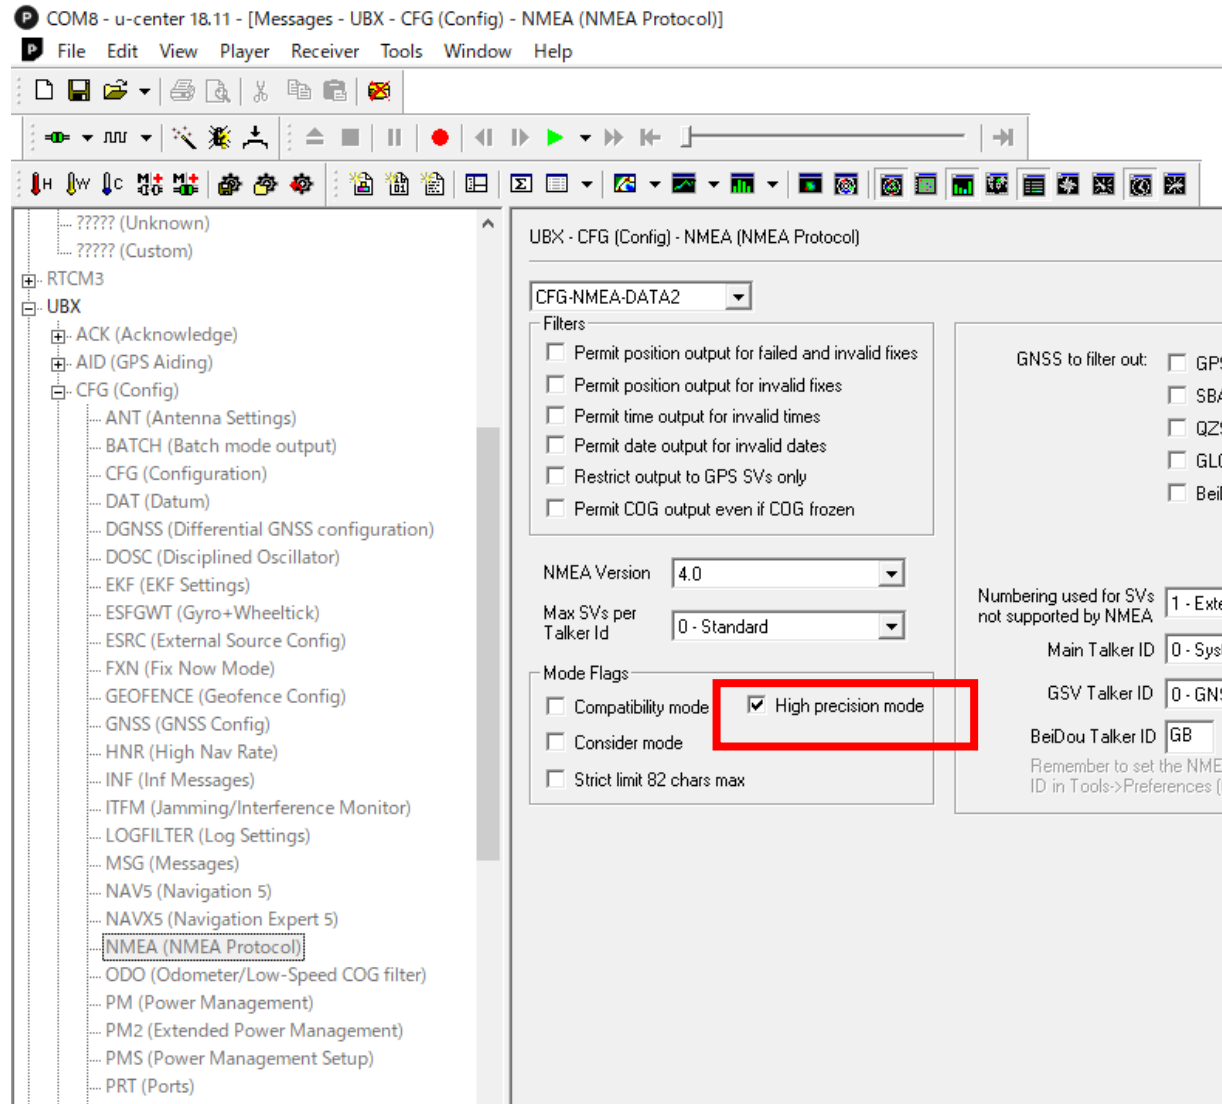 COM8 - u-center 18.11 - [Messages - UBX - CFG (Config) - NMEA (NMEA Protocol)]
File Edit View Player Receiver Tools Window Help
H W C
????? (Unknown)
????? (Custom)
RTCM3
UBX
ACK (Acknowledge)
AID (GPS Aiding)
CFG (Config)
ANT (Antenna Settings)
BATCH (Batch mode output)
CFG (Configuration)
DAT (Datum)
DGNSS (Differential GNSS configuration)
DOSC (Disciplined Oscillator)
EKF (EKF Settings)
ESFGWT (Gyro+Wheeltick)
ESRC (External Source Config)
FXN (Fix Now Mode)
GEOFENCE (Geofence Config)
GNSS (GNSS Config)
HNR (High Nav Rate)
INF (Inf Messages)
ITFM (Jamming/Interference Monitor)
LOGFILTER (Log Settings)
MSG (Messages)
NAV5 (Navigation 5)
NAVX5 (Navigation Expert 5)
NMEA (NMEA Protocol)
ODO (Odometer/Low-Speed COG filter)
PM (Power Management)
PM2 (Extended Power Management)
PMS (Power Management Setup)
PRT (Ports)
UBX - CFG (Config) - NMEA (NMEA Protocol)
CFG-NMEA-DATA2
Filters
Permit position output for failed and invalid fixes
Permit position output for invalid fixes
Permit time output for invalid times
Permit date output for invalid dates
Restrict output to GPS SVs only
Permit COG output even if COG frozen
NMEA Version 4.0
Max SVs per
Talker Id 0 - Standard
Mode Flags
Compatibility mode High precision mode
Consider mode
Strict limit 82 chars max
GNSS to filter out: GPS
SBA
QZS
GLO
Bei
Numbering used for SVs
not supported by NMEA 1 - Exte
Main Talker ID 0 - Sys
GSV Talker ID 0 - GNS
BeiDou Talker ID GB
Remember to set the NME
ID in Tools->Preferences (